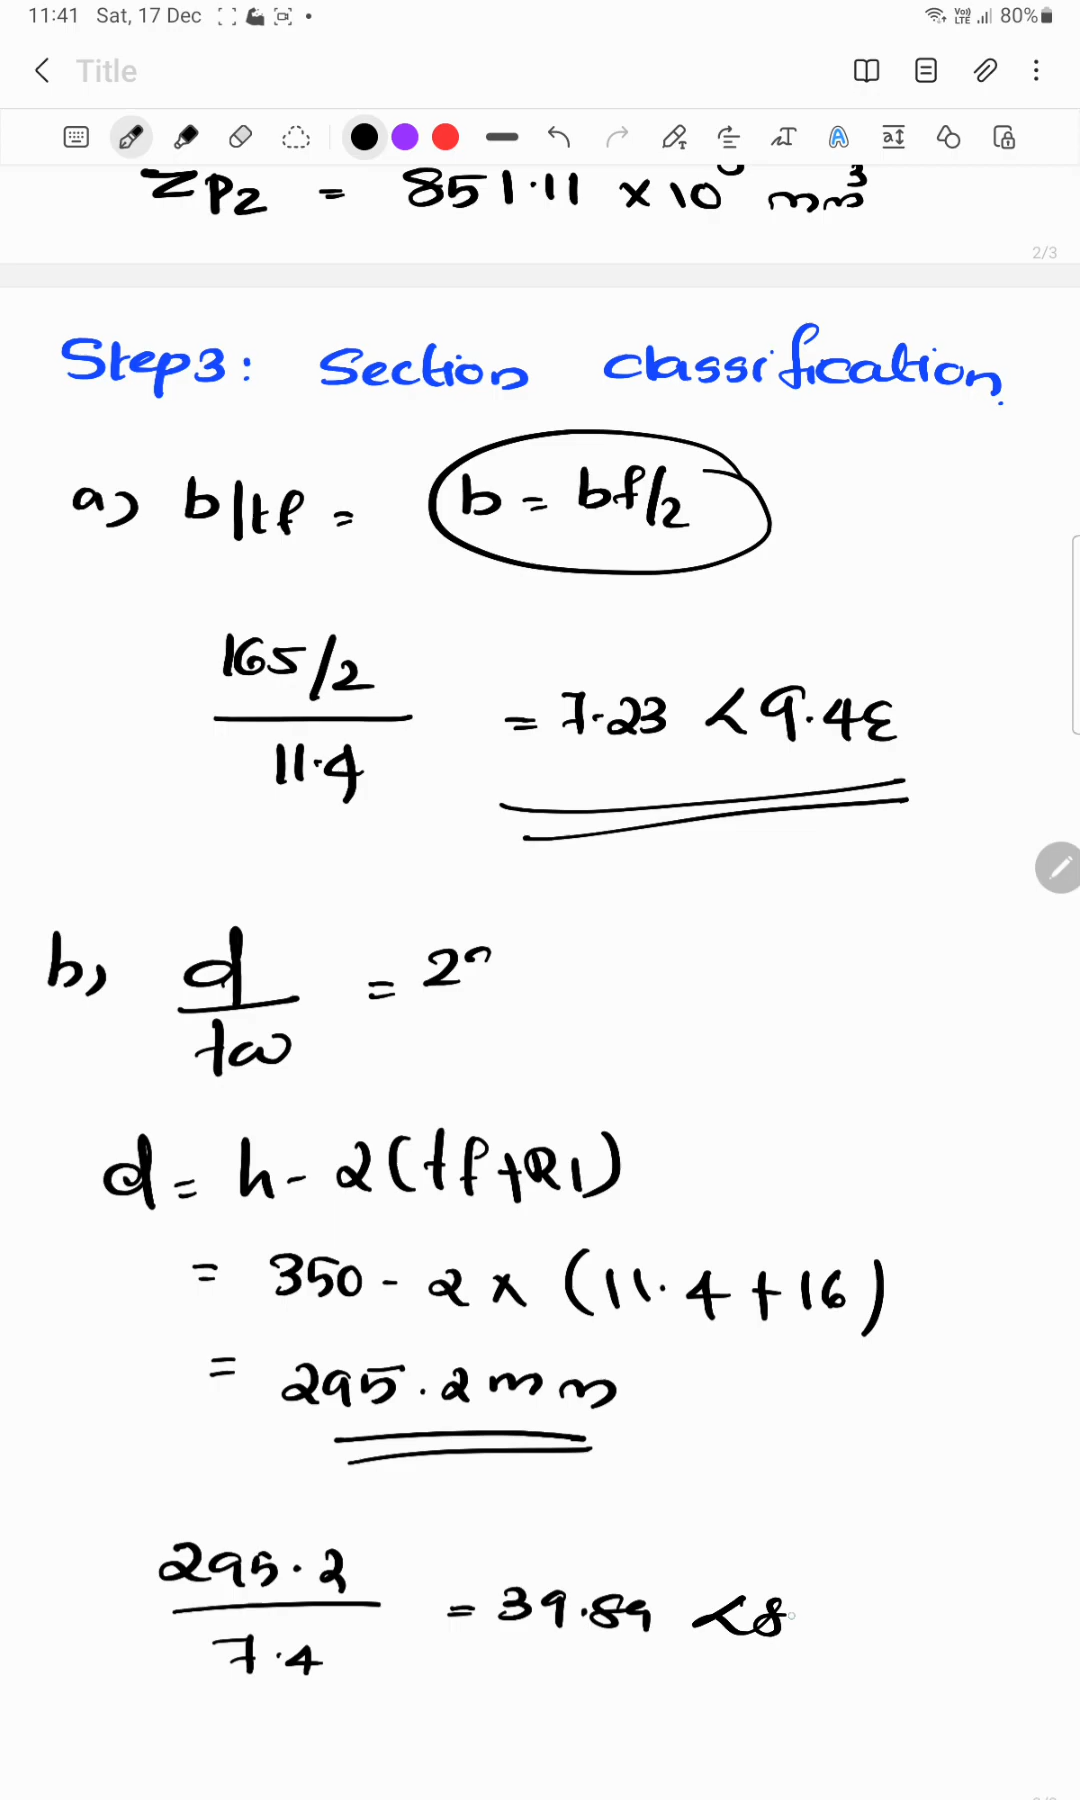 11:41 Sat, 17 Dec 80%
Title
ZP2 = 851.11 x10 mm³
2/3
Step3: Section classification.
a) b/tf = b = bf/2
165/2
11.4
= 7.23 < 9.4ε
b) d = 2
tw
d = h - 2(tf+R1)
= 350 - 2 x (11.4 + 16)
= 295.2 mm
295.2
7.4
= 39.89 < 8